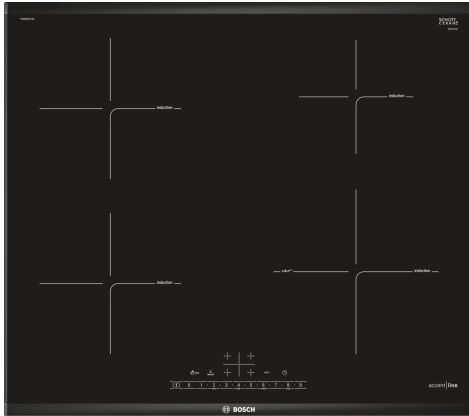 SCHOTT
CERAN®
induction
induction
induction
induction
0 1 2 3 4 5 6 7 8 9
accent line
BOSCH